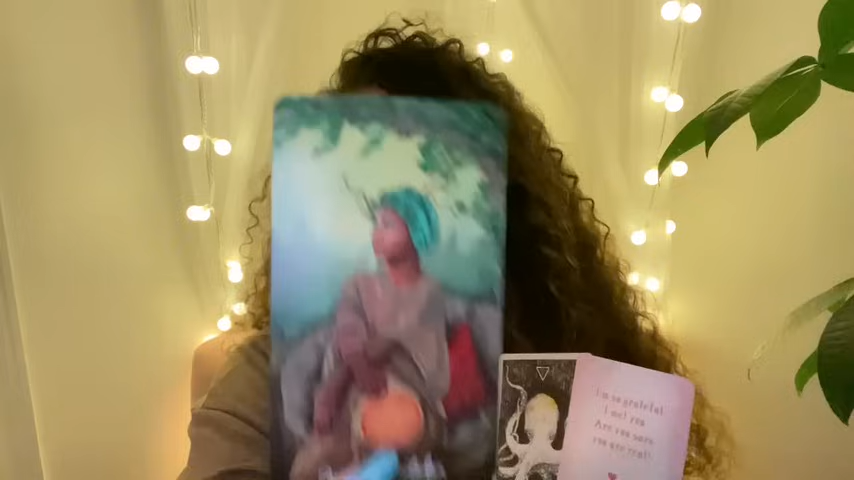 I'm so grateful
I met you
Are you sure
you are real?